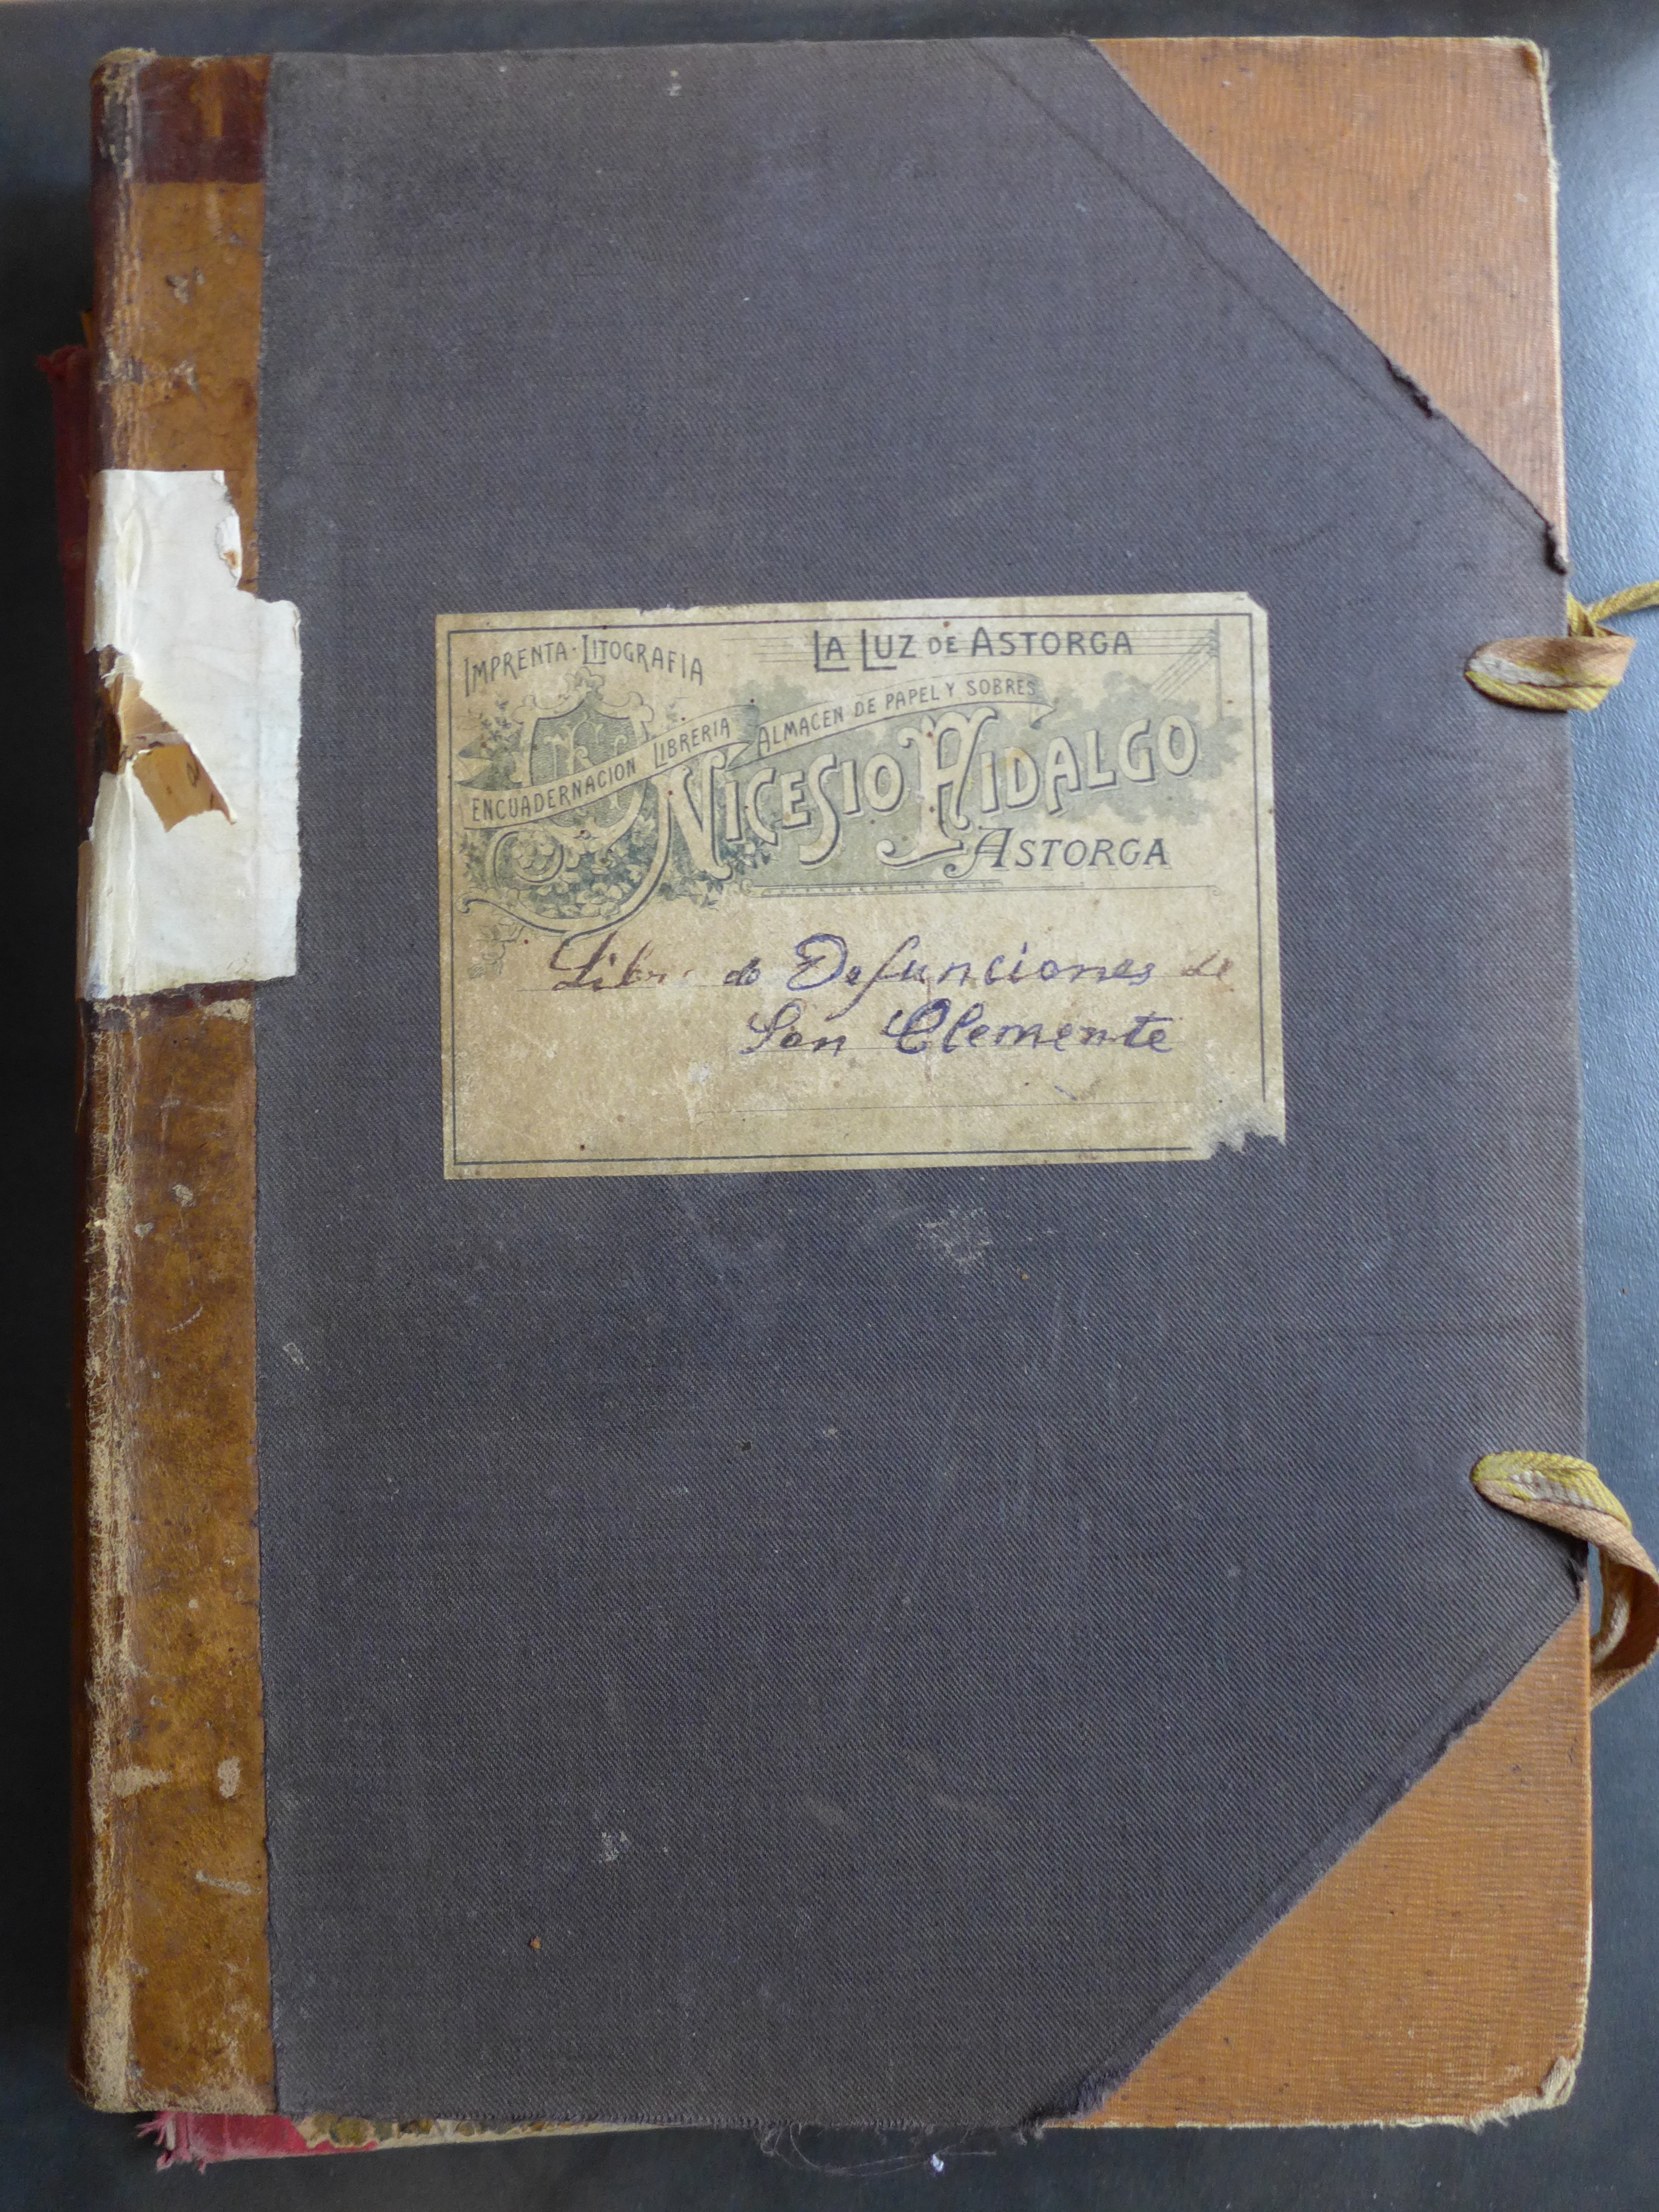 IMPRENTA · LITOGRAFIA
LA LUZ DE ASTORGA
ENCUADERNACION LIBRERIA ALMACEN DE PAPEL Y SOBRES
NICESIO HIDALGO
ASTORGA
Libro de Defunciones de
San Clemente